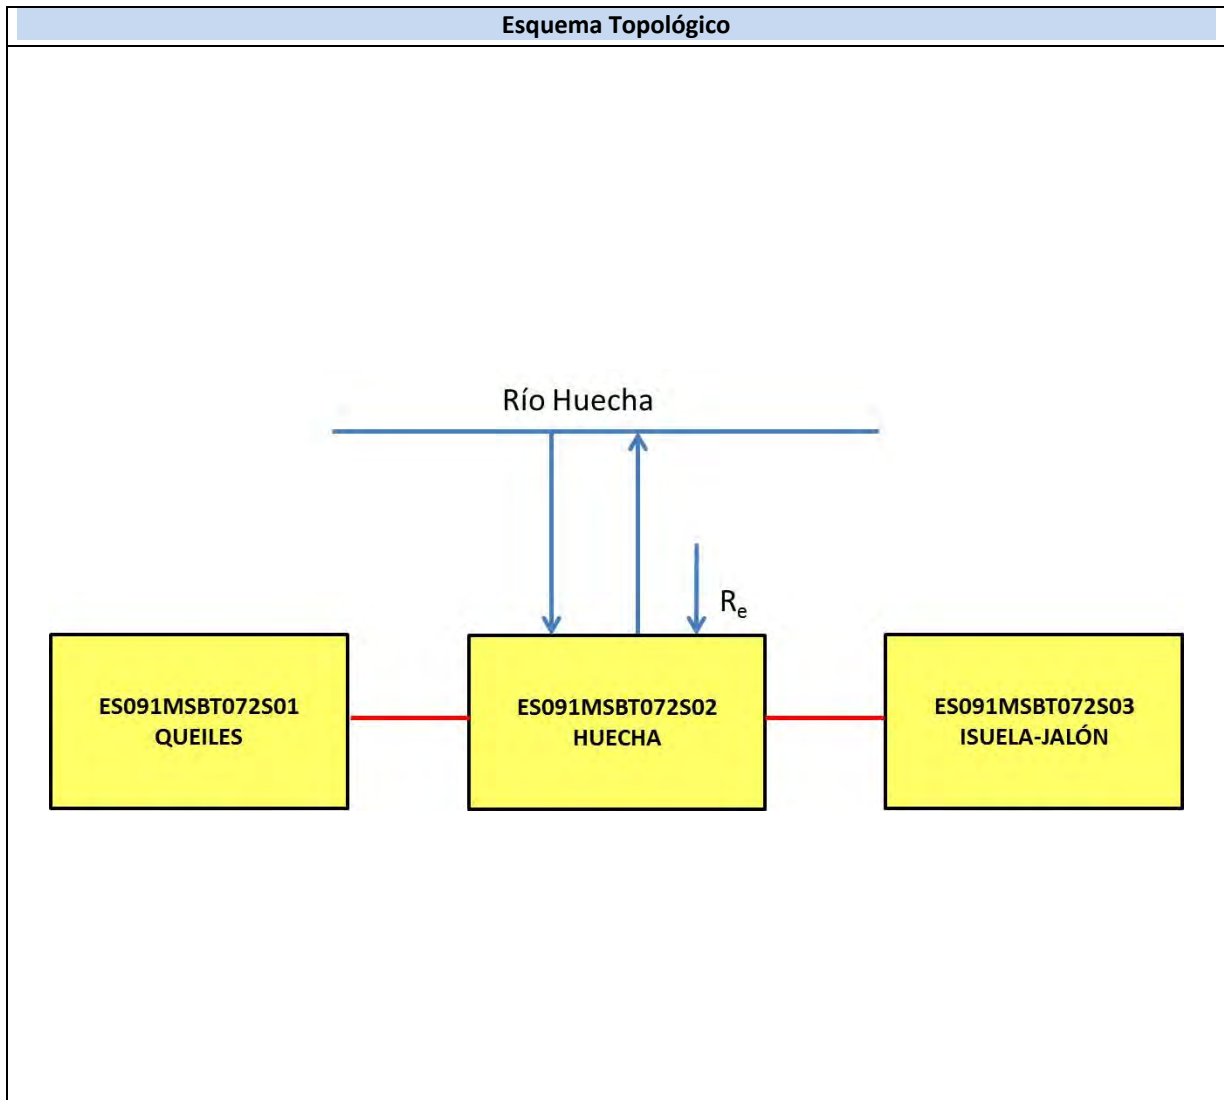 Esquema Topológico
Río Huecha
Re
ES091MSBT072S01
QUEILES
ES091MSBT072S02
HUECHA
ES091MSBT072S03
ISUELA-JALÓN